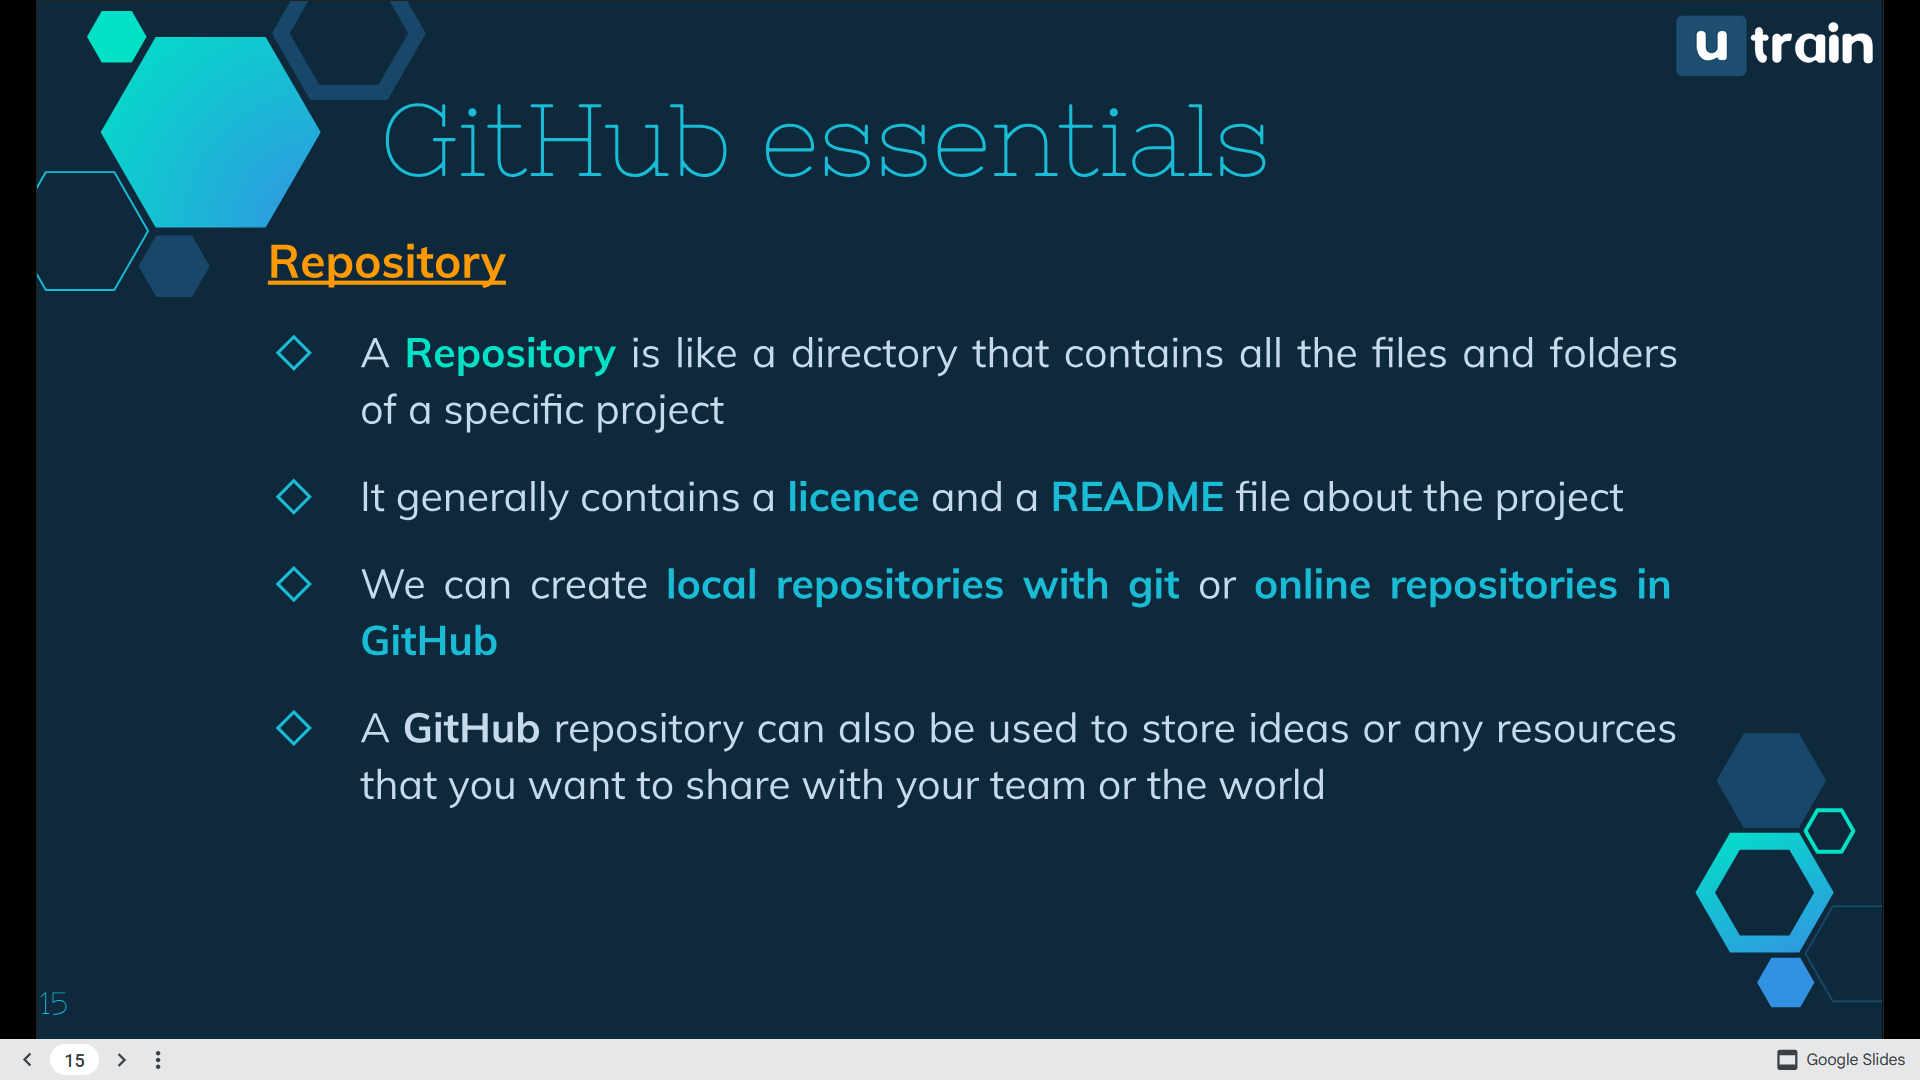 u train
GitHub essentials
Repository
A Repository is like a directory that contains all the files and folders
of a specific project
It generally contains a licence and a README file about the project
We can create local repositories with git or online repositories in
GitHub
A GitHub repository can also be used to store ideas or any resources
that you want to share with your team or the world
15
15
Google Slides